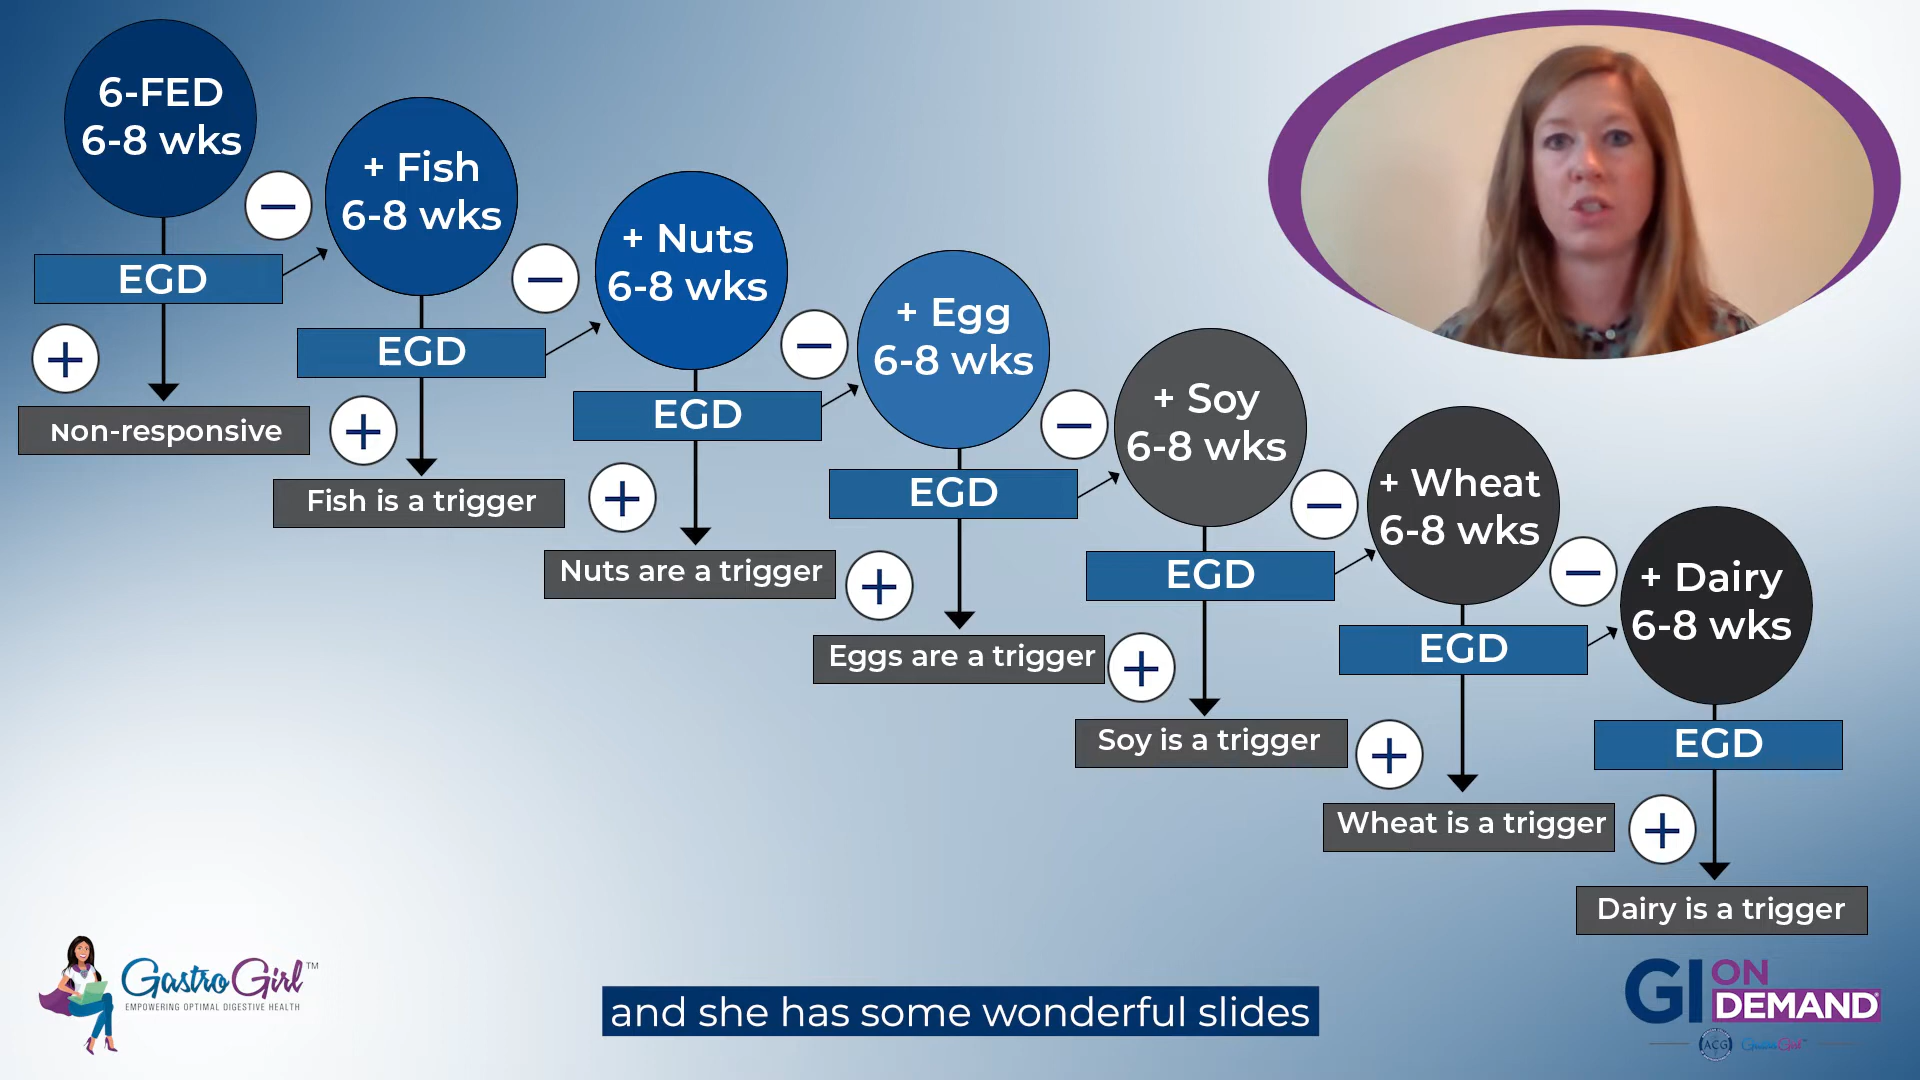 6-FED
6-8 wks
EGD
Non-responsive
+ Fish
6-8 wks
EGD
Fish is a trigger
+ Nuts
6-8 wks
EGD
Nuts are a trigger
+ Egg
6-8 wks
EGD
Eggs are a trigger
+ Soy
6-8 wks
EGD
Soy is a trigger
+ Wheat
6-8 wks
EGD
Wheat is a trigger
+ Dairy
6-8 wks
EGD
Dairy is a trigger
GastroGirl™
EMPOWERING OPTIMAL DIGESTIVE HEALTH
and she has some wonderful slides
GI ON
DEMAND
ACG GastroGirl